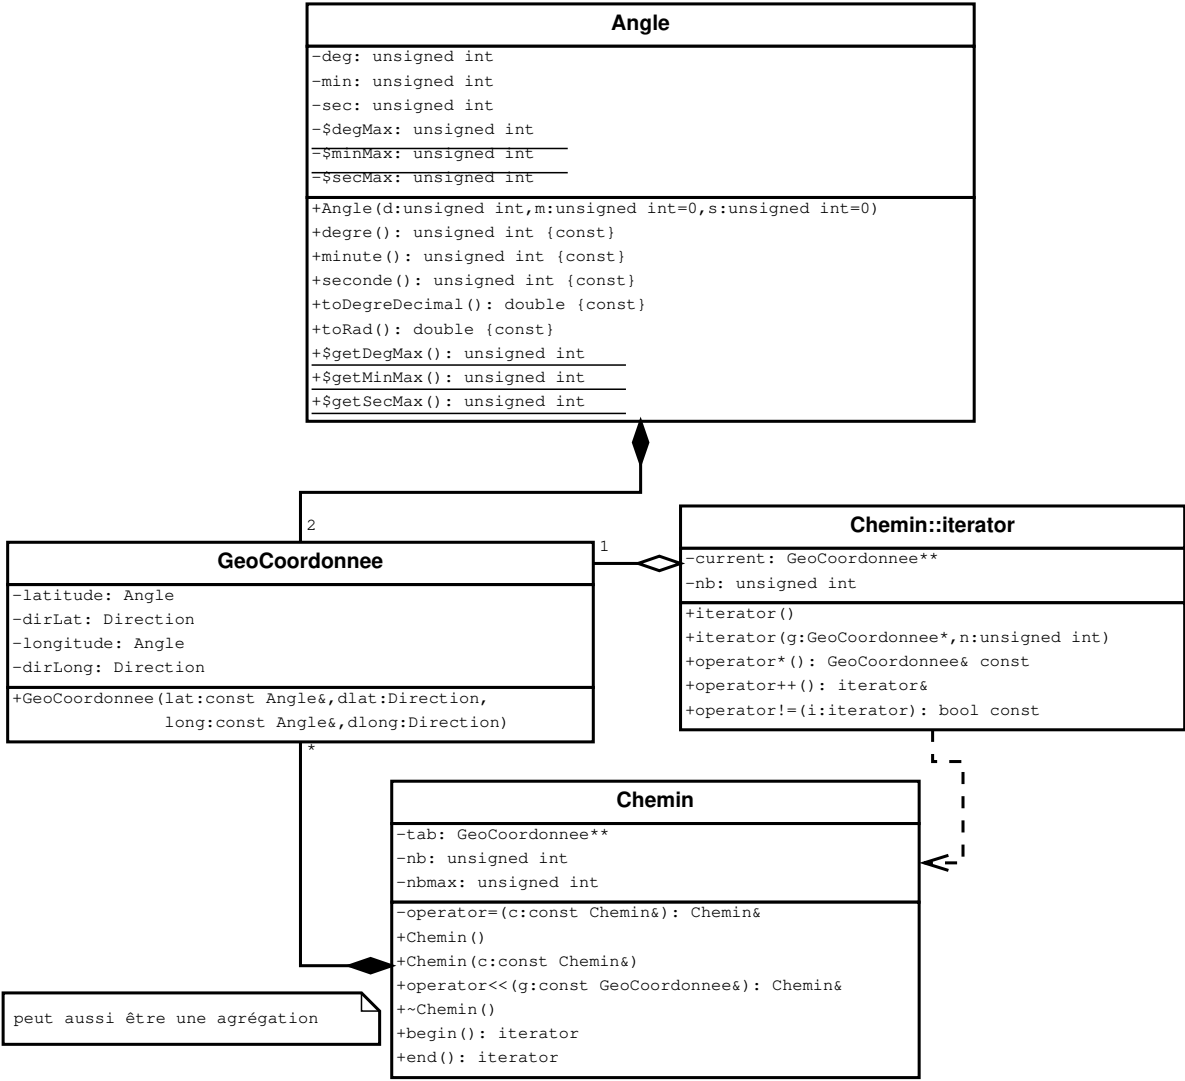 Angle
-deg: unsigned int
-min: unsigned int
-sec: unsigned int
-$degMax: unsigned int
-$minMax: unsigned int
-$secMax: unsigned int
+Angle(d:unsigned int,m:unsigned int=0,s:unsigned int=0)
+degre(): unsigned int {const}
+minute(): unsigned int {const}
+seconde(): unsigned int {const}
+toDegreDecimal(): double {const}
+toRad(): double {const}
+$getDegMax(): unsigned int
+$getMinMax(): unsigned int
+$getSecMax(): unsigned int
2
GeoCoordonnee
-latitude: Angle
-dirLat: Direction
-longitude: Angle
-dirLong: Direction
+GeoCoordonnee(lat:const Angle&,dlat:Direction,
long:const Angle&,dlong:Direction)
1
Chemin::iterator
-current: GeoCoordonnee**
-nb: unsigned int
+iterator()
+iterator(g:GeoCoordonnee*,n:unsigned int)
+operator*(): GeoCoordonnee& const
+operator++(): iterator&
+operator!=(i:iterator): bool const
*
Chemin
-tab: GeoCoordonnee**
-nb: unsigned int
-nbmax: unsigned int
-operator=(c:const Chemin&): Chemin&
+Chemin()
+Chemin(c:const Chemin&)
+operator<<(g:const GeoCoordonnee&): Chemin&
+~Chemin()
+begin(): iterator
+end(): iterator
peut aussi être une agrégation